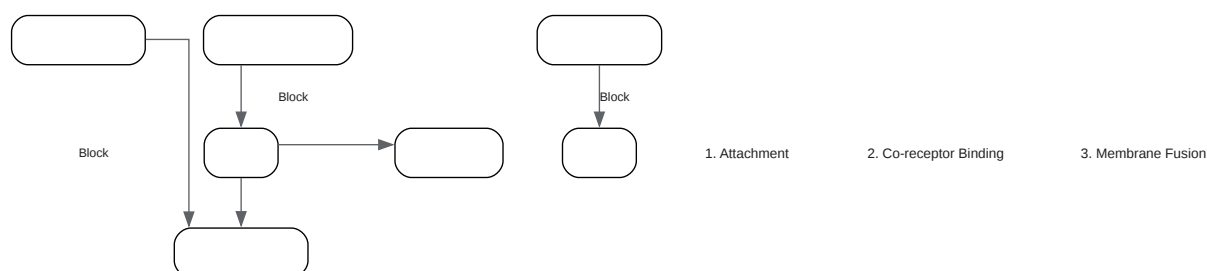 Block
Block
Block
1. Attachment
2. Co-receptor Binding
3. Membrane Fusion